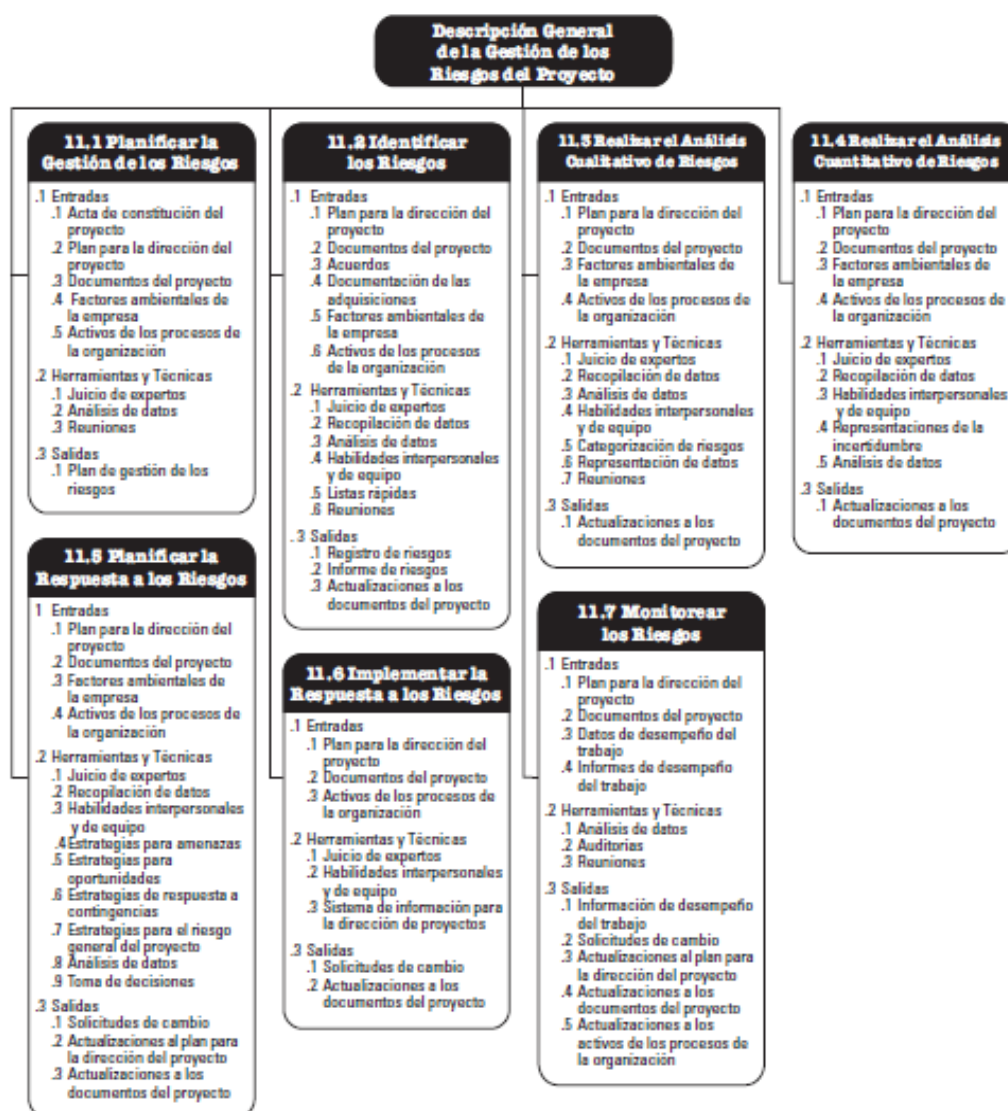 Descripción General
de la Gestión de los
Riesgos del Proyecto
11.1 Planificar la
Gestión de los Riesgos
.1 Entradas
.1 Acta de constitución del
proyecto
.2 Plan para la dirección del
proyecto
.3 Documentos del proyecto
.4 Factores ambientales de
la empresa
.5 Activos de los procesos de
la organización
.2 Herramientas y Técnicas
.1 Juicio de expertos
.2 Análisis de datos
.3 Reuniones
.3 Salidas
.1 Plan de gestión de los
riesgos
11.2 Identificar
los Riesgos
.1 Entradas
.1 Plan para la dirección del
proyecto
.2 Documentos del proyecto
.3 Acuerdos
.4 Documentación de las
adquisiciones
.5 Factores ambientales de
la empresa
.6 Activos de los procesos
de la organización
.2 Herramientas y Técnicas
.1 Juicio de expertos
.2 Recopilación de datos
.3 Análisis de datos
.4 Habilidades interpersonales
y de equipo
.5 Listas rápidas
.6 Reuniones
.3 Salidas
.1 Registro de riesgos
.2 Informe de riesgos
.3 Actualizaciones a los
documentos del proyecto
11.3 Realizar el Análisis
Cualitativo de Riesgos
.1 Entradas
.1 Plan para la dirección del
proyecto
.2 Documentos del proyecto
.3 Factores ambientales de
la empresa
.4 Activos de los procesos de
la organización
.2 Herramientas y Técnicas
.1 Juicio de expertos
.2 Recopilación de datos
.3 Análisis de datos
.4 Habilidades interpersonales
y de equipo
.5 Categorización de riesgos
.6 Representación de datos
.7 Reuniones
.3 Salidas
.1 Actualizaciones a los
documentos del proyecto
11.4 Realizar el Análisis
Cuantitativo de Riesgos
.1 Entradas
.1 Plan para la dirección del
proyecto
.2 Documentos del proyecto
.3 Factores ambientales de
la empresa
.4 Activos de los procesos de
la organización
.2 Herramientas y Técnicas
.1 Juicio de expertos
.2 Recopilación de datos
.3 Habilidades interpersonales
y de equipo
.4 Representaciones de la
incertidumbre
.5 Análisis de datos
.3 Salidas
.1 Actualizaciones a los
documentos del proyecto
11.5 Planificar la
Respuesta a los Riesgos
1 Entradas
.1 Plan para la dirección del
proyecto
.2 Documentos del proyecto
.3 Factores ambientales de
la empresa
.4 Activos de los procesos de
la organización
.2 Herramientas y Técnicas
.1 Juicio de expertos
.2 Recopilación de datos
.3 Habilidades interpersonales
y de equipo
.4 Estrategias para amenazas
.5 Estrategias para
oportunidades
.6 Estrategias de respuesta a
contingencias
.7 Estrategias para el riesgo
general del proyecto
.8 Análisis de datos
.9 Toma de decisiones
.3 Salidas
.1 Solicitudes de cambio
.2 Actualizaciones al plan para
la dirección del proyecto
.3 Actualizaciones a los
documentos del proyecto
11.6 Implementar la
Respuesta a los Riesgos
.1 Entradas
.1 Plan para la dirección del
proyecto
.2 Documentos del proyecto
.3 Activos de los procesos de
la organización
.2 Herramientas y Técnicas
.1 Juicio de expertos
.2 Habilidades interpersonales
y de equipo
.3 Sistema de información para
la dirección de proyectos
.3 Salidas
.1 Solicitudes de cambio
.2 Actualizaciones a los
documentos del proyecto
11.7 Monitorear
los Riesgos
.1 Entradas
.1 Plan para la dirección del
proyecto
.2 Documentos del proyecto
.3 Datos de desempeño del
trabajo
.4 Informes de desempeño
del trabajo
.2 Herramientas y Técnicas
.1 Análisis de datos
.2 Auditorias
.3 Reuniones
.3 Salidas
.1 Información de desempeño
del trabajo
.2 Solicitudes de cambio
.3 Actualizaciones al plan para
la dirección del proyecto
.4 Actualizaciones a los
documentos del proyecto
.5 Actualizaciones a los
activos de los procesos de
la organización